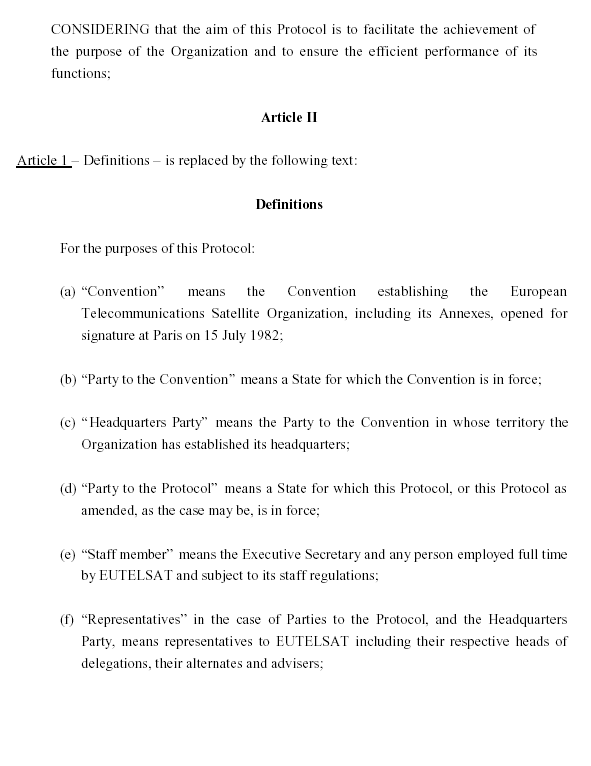 CONSIDERING that the aim of this Protocol is to facilitate the achievement of
the purpose of the Organization and to ensure the efficient performance of its
functions;
Article II
Article 1 – Definitions – is replaced by the following text:
Definitions
For the purposes of this Protocol:
(a) “Convention” means the Convention establishing the European
Telecommunications Satellite Organization, including its Annexes, opened for
signature at Paris on 15 July 1982;
(b) “Party to the Convention” means a State for which the Convention is in force;
(c) “Headquarters Party” means the Party to the Convention in whose territory the
Organization has established its headquarters;
(d) “Party to the Protocol” means a State for which this Protocol, or this Protocol as
amended, as the case may be, is in force;
(e) “Staff member” means the Executive Secretary and any person employed full time
by EUTELSAT and subject to its staff regulations;
(f) “Representatives” in the case of Parties to the Protocol, and the Headquarters
Party, means representatives to EUTELSAT including their respective heads of
delegations, their alternates and advisers;